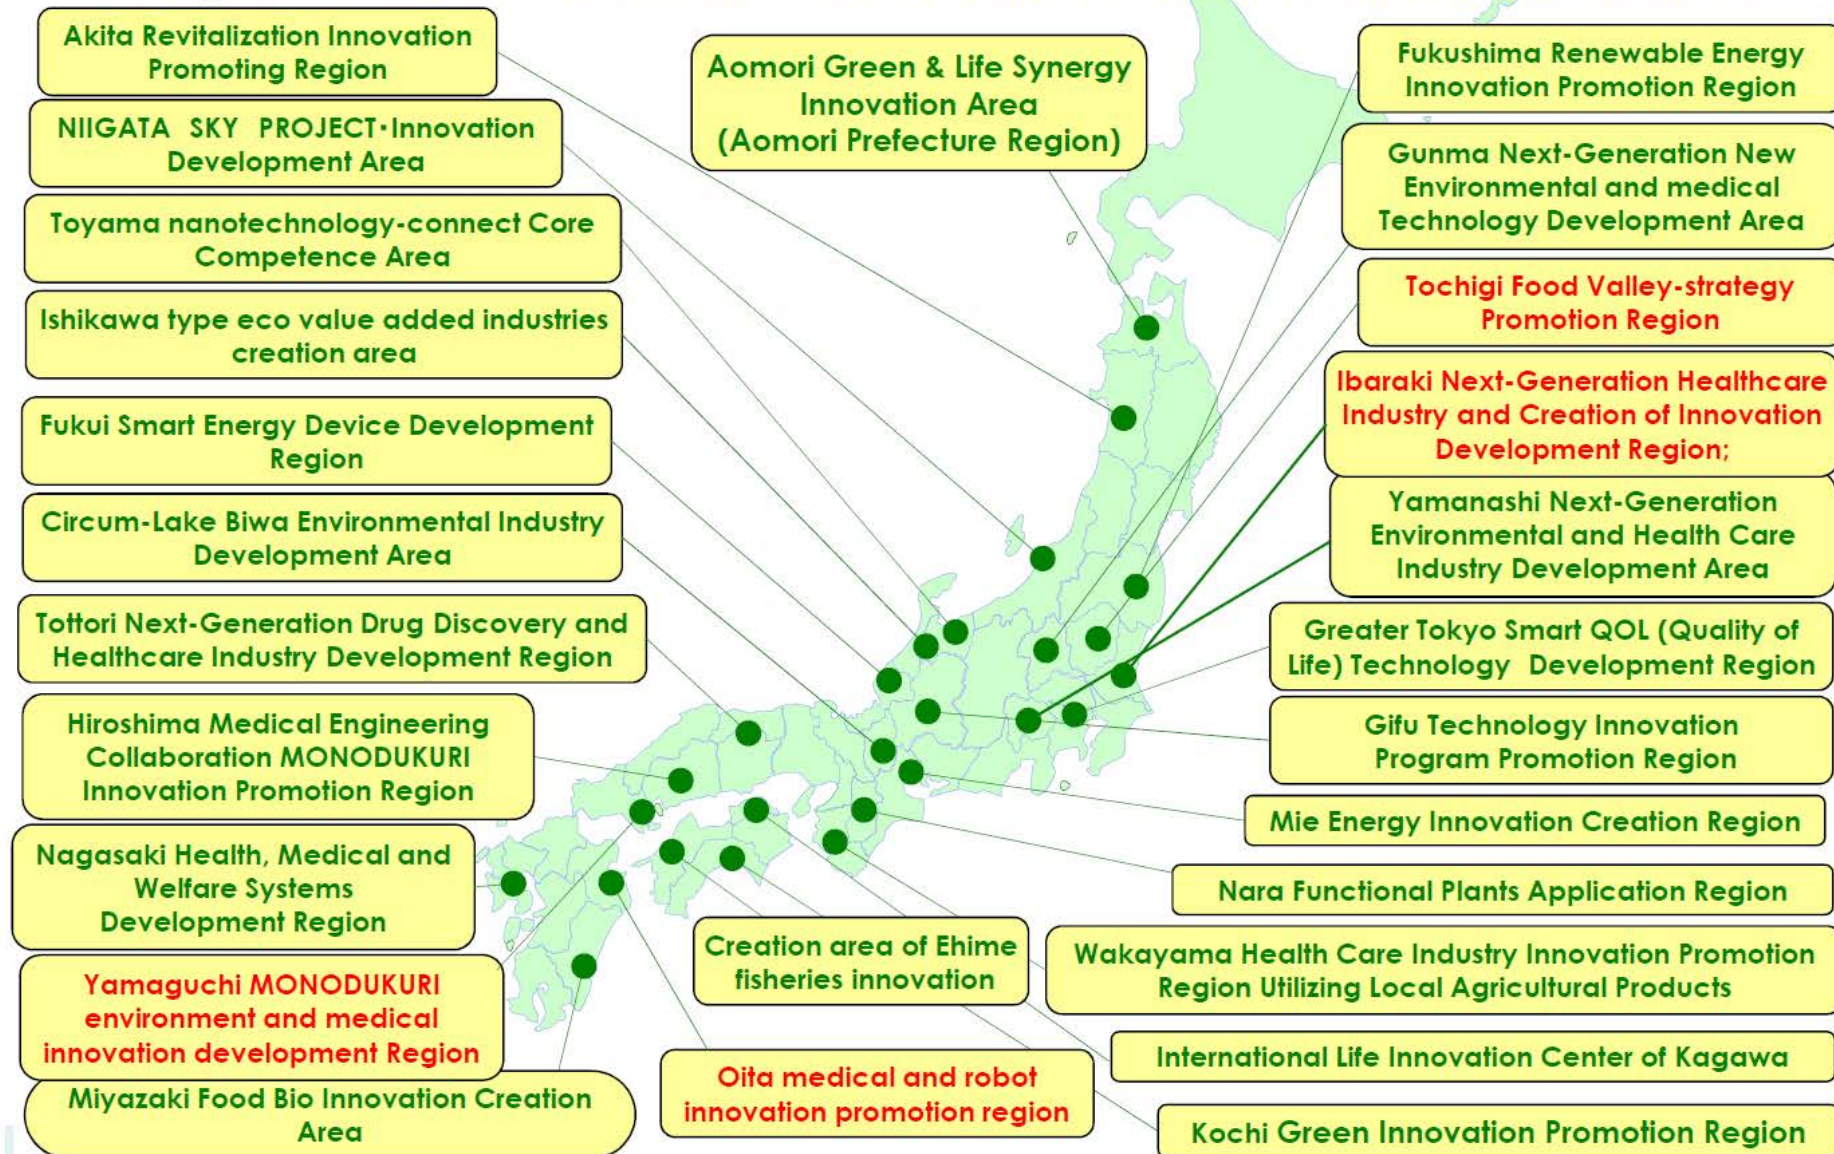 Akita Revitalization Innovation
Promoting Region
NIIGATA SKY PROJECT･Innovation
Development Area
Toyama nanotechnology-connect Core
Competence Area
Ishikawa type eco value added industries
creation area
Fukui Smart Energy Device Development
Region
Circum-Lake Biwa Environmental Industry
Development Area
Tottori Next-Generation Drug Discovery and
Healthcare Industry Development Region
Hiroshima Medical Engineering
Collaboration MONODUKURI
Innovation Promotion Region
Nagasaki Health, Medical and
Welfare Systems
Development Region
Yamaguchi MONODUKURI
environment and medical
innovation development Region
Miyazaki Food Bio Innovation Creation
Area
Aomori Green & Life Synergy
Innovation Area
(Aomori Prefecture Region)
Creation area of Ehime
fisheries innovation
Oita medical and robot
innovation promotion region
Fukushima Renewable Energy
Innovation Promotion Region
Gunma Next-Generation New
Environmental and medical
Technology Development Area
Tochigi Food Valley-strategy
Promotion Region
Ibaraki Next-Generation Healthcare
Industry and Creation of Innovation
Development Region;
Yamanashi Next-Generation
Environmental and Health Care
Industry Development Area
Greater Tokyo Smart QOL (Quality of
Life) Technology Development Region
Gifu Technology Innovation
Program Promotion Region
Mie Energy Innovation Creation Region
Nara Functional Plants Application Region
Wakayama Health Care Industry Innovation Promotion
Region Utilizing Local Agricultural Products
International Life Innovation Center of Kagawa
Kochi Green Innovation Promotion Region